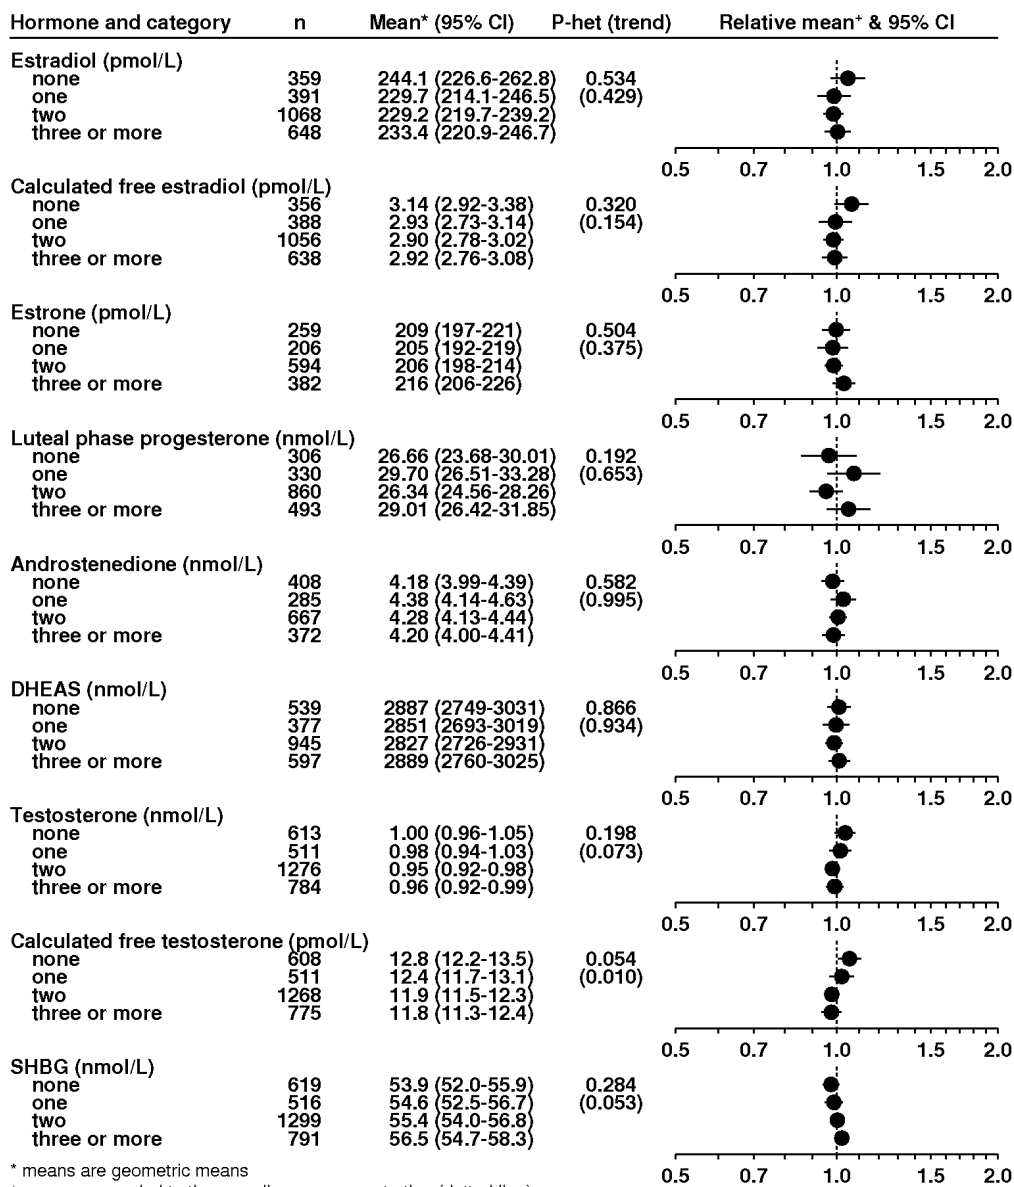 Hormone and category n Mean* (95% CI) P-het (trend) Relative mean+ & 95% CI
Estradiol (pmol/L)
none 359 244.1 (226.6-262.8) 0.534
one 391 229.7 (214.1-246.5) (0.429)
two 1068 229.2 (219.7-239.2)
three or more 648 233.4 (220.9-246.7)
0.5 0.7 1.0 1.5 2.0
Calculated free estradiol (pmol/L)
none 356 3.14 (2.92-3.38) 0.320
one 388 2.93 (2.73-3.14) (0.154)
two 1056 2.90 (2.78-3.02)
three or more 638 2.92 (2.76-3.08)
0.5 0.7 1.0 1.5 2.0
Estrone (pmol/L)
none 259 209 (197-221) 0.504
one 206 205 (192-219) (0.375)
two 594 206 (198-214)
three or more 382 216 (206-226)
0.5 0.7 1.0 1.5 2.0
Luteal phase progesterone (nmol/L)
none 306 26.66 (23.68-30.01) 0.192
one 330 29.70 (26.51-33.28) (0.653)
two 860 26.34 (24.56-28.26)
three or more 493 29.01 (26.42-31.85)
0.5 0.7 1.0 1.5 2.0
Androstenedione (nmol/L)
none 408 4.18 (3.99-4.39) 0.582
one 285 4.38 (4.14-4.63) (0.995)
two 667 4.28 (4.13-4.44)
three or more 372 4.20 (4.00-4.41)
0.5 0.7 1.0 1.5 2.0
DHEAS (nmol/L)
none 539 2887 (2749-3031) 0.866
one 377 2851 (2693-3019) (0.934)
two 945 2827 (2726-2931)
three or more 597 2889 (2760-3025)
0.5 0.7 1.0 1.5 2.0
Testosterone (nmol/L)
none 613 1.00 (0.96-1.05) 0.198
one 511 0.98 (0.94-1.03) (0.073)
two 1276 0.95 (0.92-0.98)
three or more 784 0.96 (0.92-0.99)
0.5 0.7 1.0 1.5 2.0
Calculated free testosterone (pmol/L)
none 608 12.8 (12.2-13.5) 0.054
one 511 12.4 (11.7-13.1) (0.010)
two 1268 11.9 (11.5-12.3)
three or more 775 11.8 (11.3-12.4)
0.5 0.7 1.0 1.5 2.0
SHBG (nmol/L)
none 619 53.9 (52.0-55.9) 0.284
one 516 54.6 (52.5-56.7) (0.053)
two 1299 55.4 (54.0-56.8)
three or more 791 56.5 (54.7-58.3)
0.5 0.7 1.0 1.5 2.0
* means are geometric means